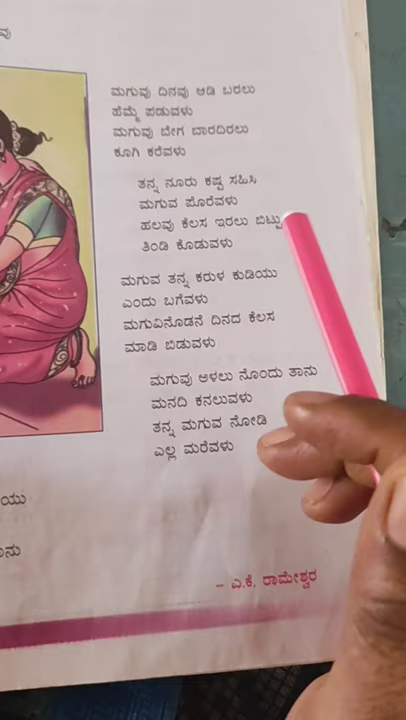 ವು
ಮಗುವು ದಿನವು ಆಡಿ ಬರಲು
ಹೆಮ್ಮೆ ಪಡುವಳು
ಮಗುವು ಬೇಗ ಬಾರದಿರಲು
ಕೂಗಿ ಕರೆವಳು
ತನ್ನ ನೂರು ಕಷ್ಟ ಸಹಿಸಿ
ಮಗುವ ಪೊರೆವಳು
ಹಲವು ಕೆಲಸ ಇರಲು ಬಿಟ್ಟು
ತಿಂಡಿ ಕೊಡುವಳು
ಮಗುವ ತನ್ನ ಕರುಳ ಕುಡಿಯು
ಎಂದು ಬಗೆವಳು
ಮಗುವಿನೊಡನೆ ದಿನದ ಕೆಲಸ
ಮಾಡಿ ಬಿಡುವಳು
ಮಗುವು ಅಳಲು ನೊಂದು ತಾನು
ಮನದಿ ಕನಲುವಳು
ತನ್ನ ಮಗುವ ನೋಡಿ
ಎಲ್ಲ ಮರೆವಳು
ಯು
ನು
– ಎ.ಕೆ. ರಾಮೇಶ್ವರ